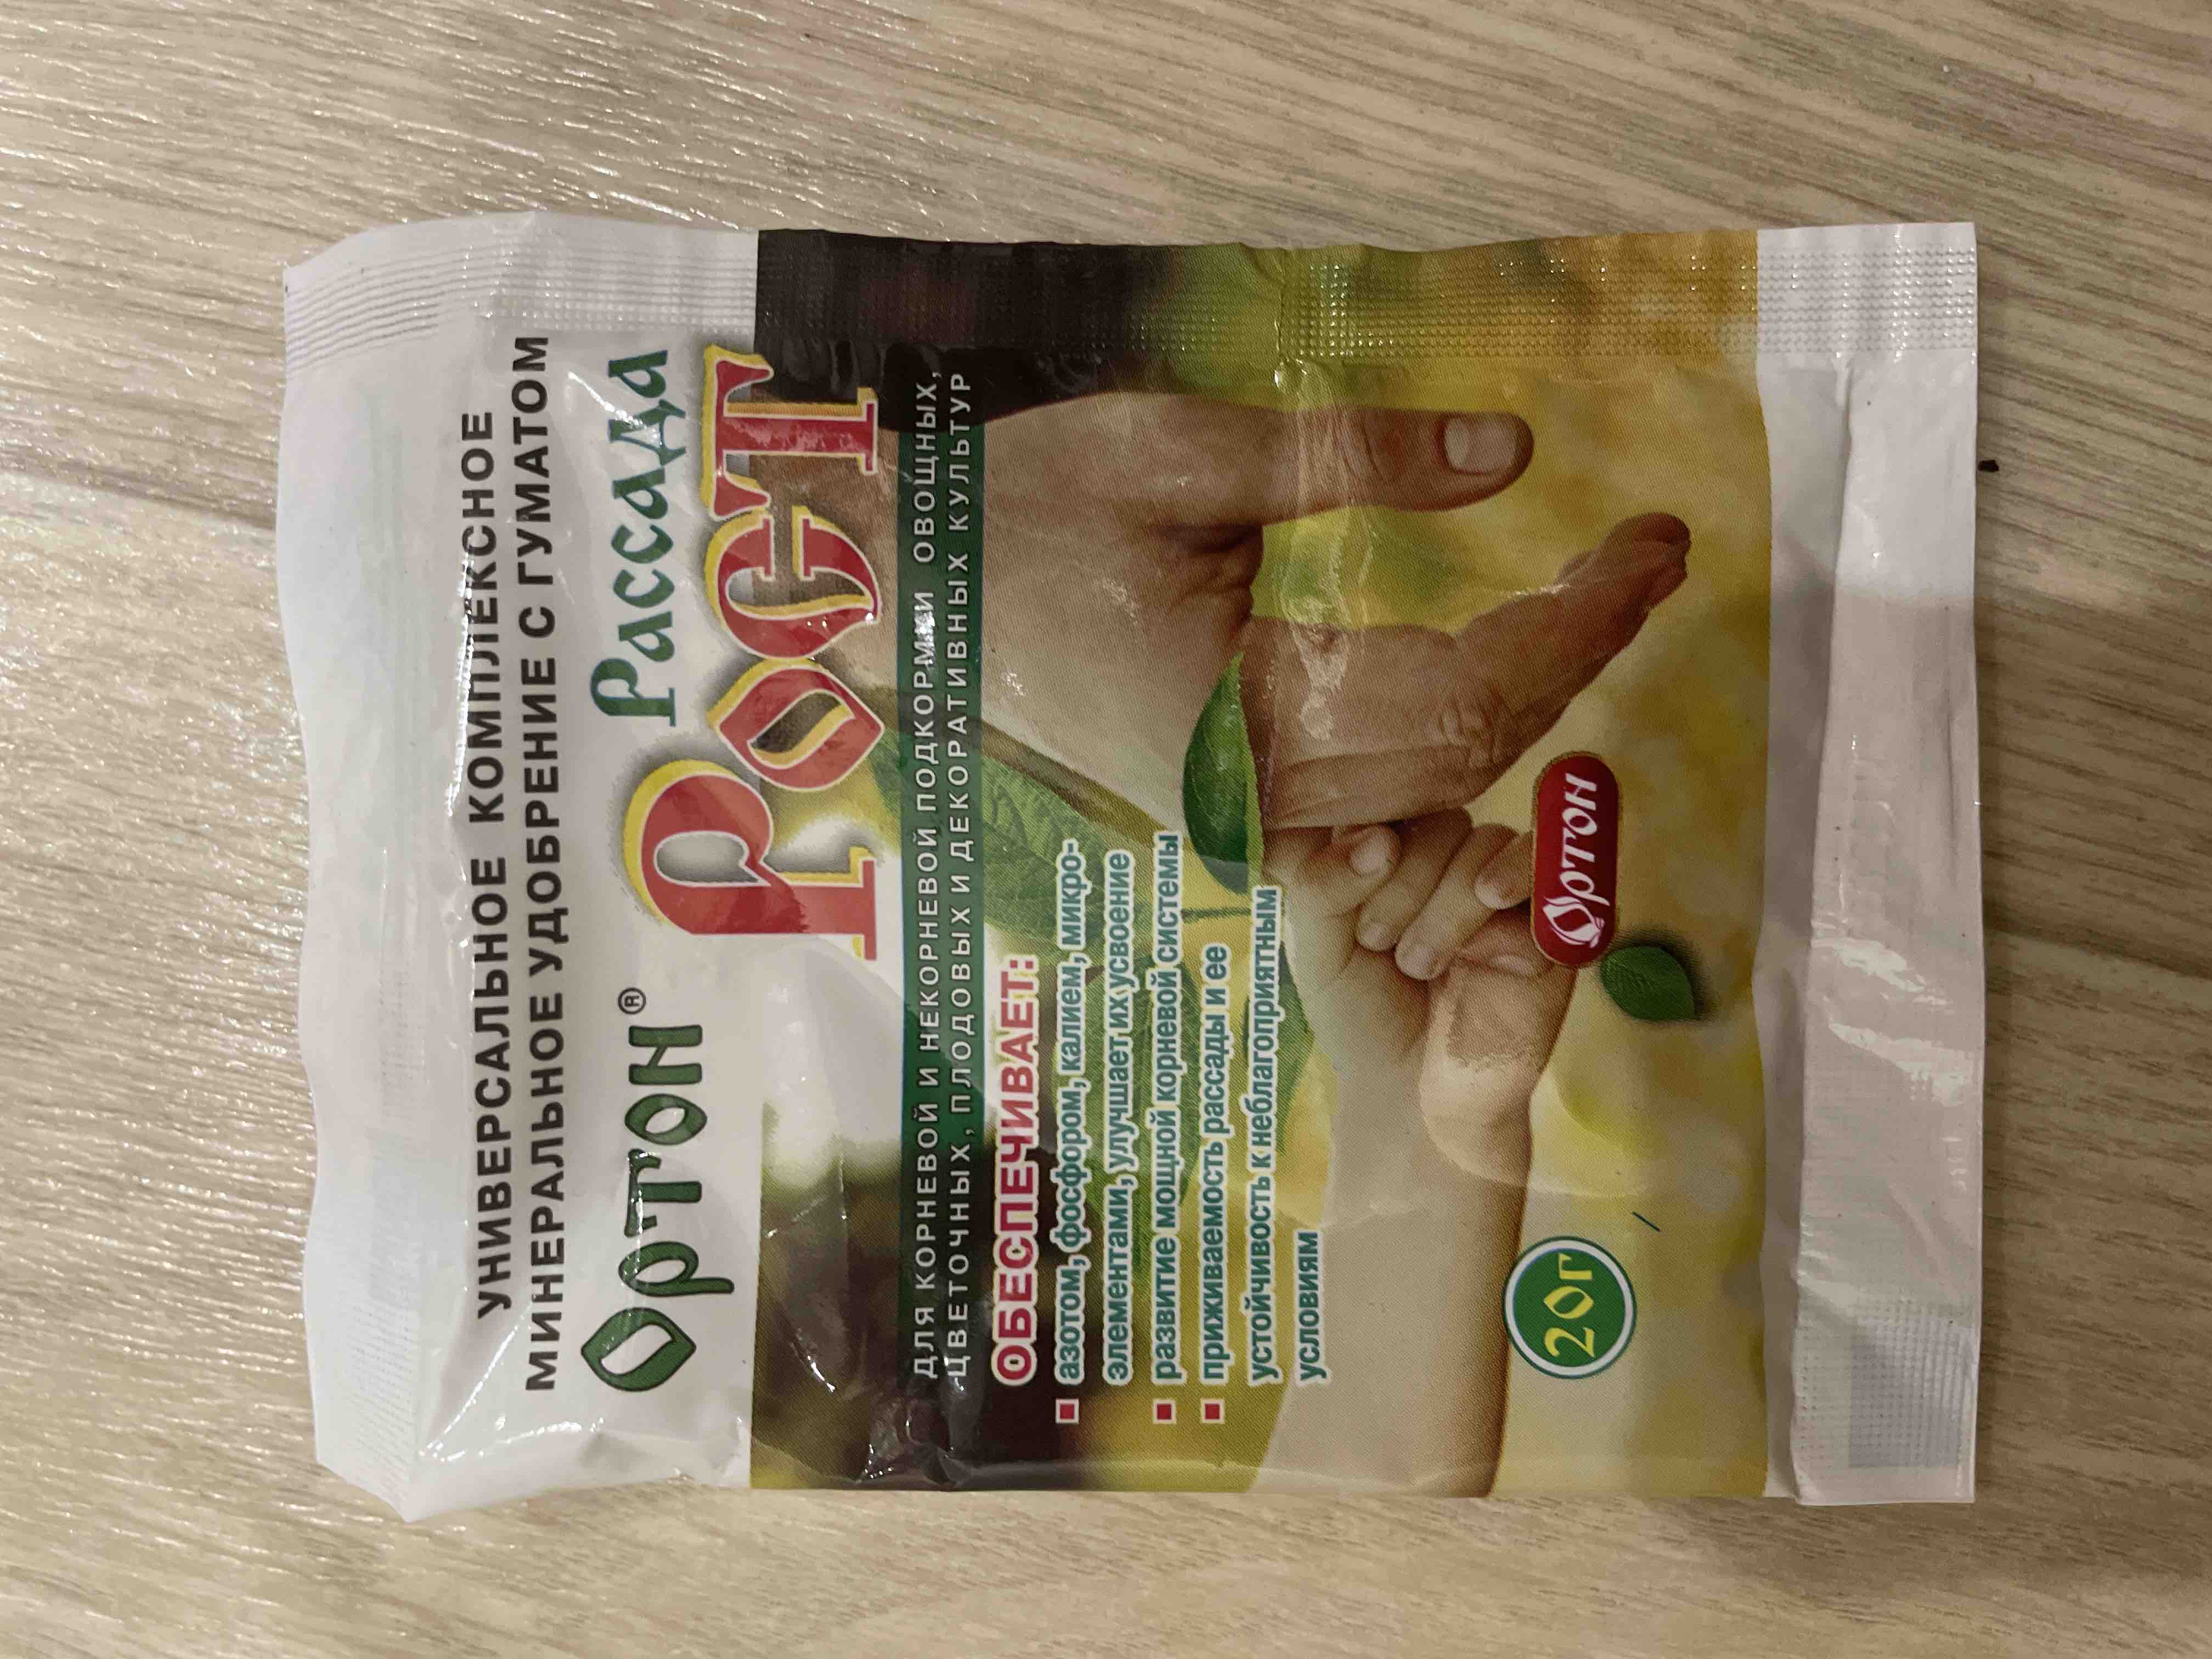 УНИВЕРСАЛЬНОЕ КОМПЛЕКСНОЕ
МИНЕРАЛЬНОЕ УДОБРЕНИЕ С ГУМАТОМ
Ортон®
Рассада
Рост
ДЛЯ КОРНЕВОЙ И НЕКОРНЕВОЙ ПОДКОРМКИ ОВОЩНЫХ,
ЦВЕТОЧНЫХ, ПЛОДОВЫХ И ДЕКОРАТИВНЫХ КУЛЬТУР
ОБЕСПЕЧИВАЕТ:
азотом, фосфором, калием, микро-
элементами, улучшает их усвоение
развитие мощной корневой системы
приживаемость рассады и ее
устойчивость к неблагоприятным
условиям
20г
Ортон